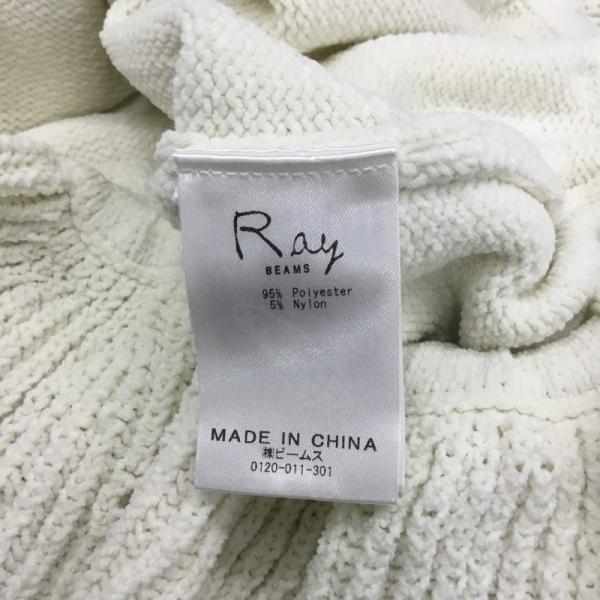 Ray
BEAMS
95% Polyester
5% Nylon
MADE IN CHINA
㈱ビームス
0120-011-301